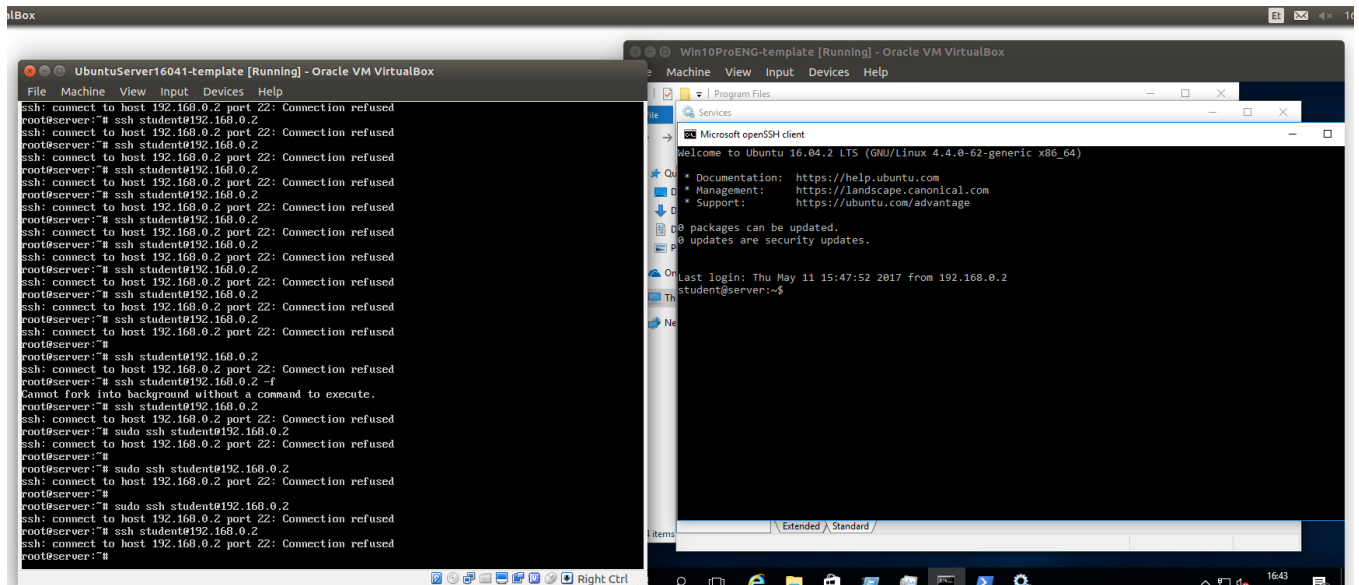 alBox
Et
16
Win10ProENG-template [Running] - Oracle VM VirtualBox
Machine View Input Devices Help
UbuntuServer16041-template [Running] - Oracle VM VirtualBox
File Machine View Input Devices Help
ssh: connect to host 192.168.0.2 port 22: Connection refused
root@server:~# ssh student@192.168.0.2
ssh: connect to host 192.168.0.2 port 22: Connection refused
root@server:~# ssh student@192.168.0.2
ssh: connect to host 192.168.0.2 port 22: Connection refused
root@server:~# ssh student@192.168.0.2
ssh: connect to host 192.168.0.2 port 22: Connection refused
root@server:~# ssh student@192.168.0.2
ssh: connect to host 192.168.0.2 port 22: Connection refused
root@server:~# ssh student@192.168.0.2
ssh: connect to host 192.168.0.2 port 22: Connection refused
root@server:~# ssh student@192.168.0.2
ssh: connect to host 192.168.0.2 port 22: Connection refused
root@server:~# ssh student@192.168.0.2
ssh: connect to host 192.168.0.2 port 22: Connection refused
root@server:~# ssh student@192.168.0.2
ssh: connect to host 192.168.0.2 port 22: Connection refused
root@server:~# ssh student@192.168.0.2
ssh: connect to host 192.168.0.2 port 22: Connection refused
root@server:~#
root@server:~# ssh student@192.168.0.2
ssh: connect to host 192.168.0.2 port 22: Connection refused
root@server:~# ssh student@192.168.0.2 -f
Cannot fork into background without a command to execute.
root@server:~# ssh student@192.168.0.2
ssh: connect to host 192.168.0.2 port 22: Connection refused
root@server:~# sudo ssh student@192.168.0.2
ssh: connect to host 192.168.0.2 port 22: Connection refused
root@server:~#
root@server:~# sudo ssh student@192.168.0.2
ssh: connect to host 192.168.0.2 port 22: Connection refused
root@server:~#
root@server:~# sudo ssh student@192.168.0.2
ssh: connect to host 192.168.0.2 port 22: Connection refused
root@server:~# ssh student@192.168.0.2
ssh: connect to host 192.168.0.2 port 22: Connection refused
root@server:~#
Right Ctrl
Program Files
Services
Microsoft openSSH client
Welcome to Ubuntu 16.04.2 LTS (GNU/Linux 4.4.0-62-generic x86_64)
* Documentation: https://help.ubuntu.com
* Management: https://landscape.canonical.com
* Support: https://ubuntu.com/advantage
0 packages can be updated.
0 updates are security updates.
Last login: Thu May 11 15:47:52 2017 from 192.168.0.2
student@server:~$
Qu
On
Th
Ne
items
Extended Standard
16:43